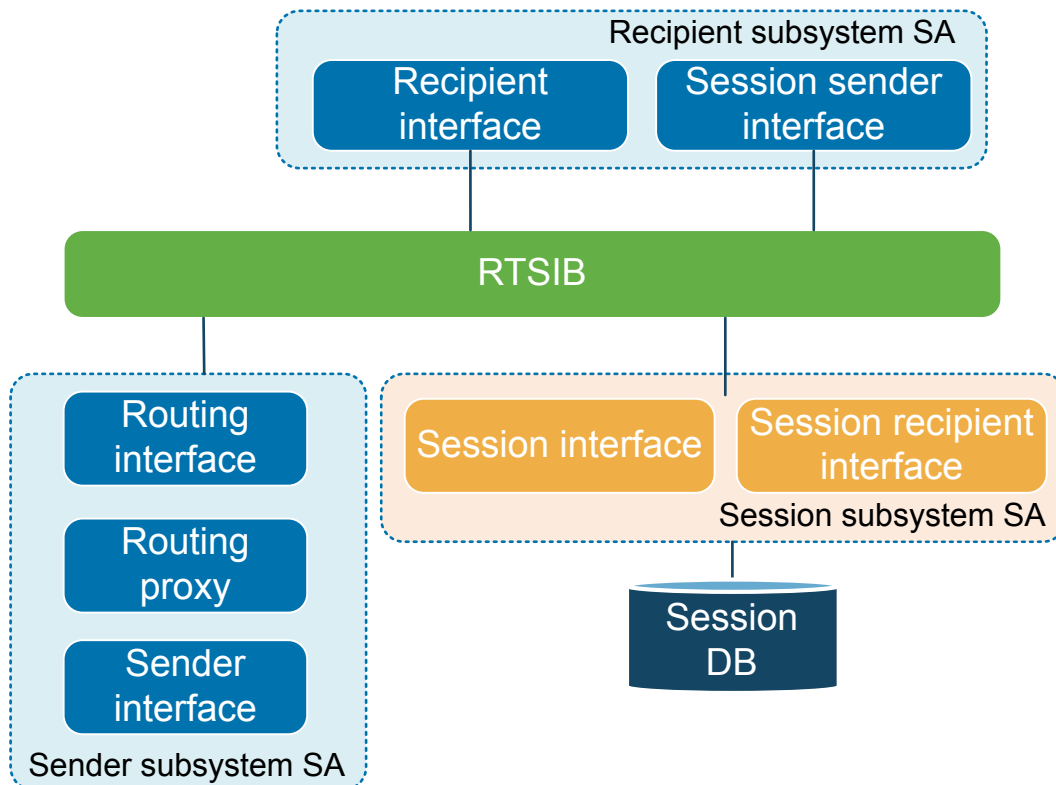 Recipient subsystem SA
Recipient
interface
Session sender
interface
RTSIB
Routing
interface
Routing
proxy
Sender
interface
Sender subsystem SA
Session interface
Session recipient
interface
Session subsystem SA
Session
DB